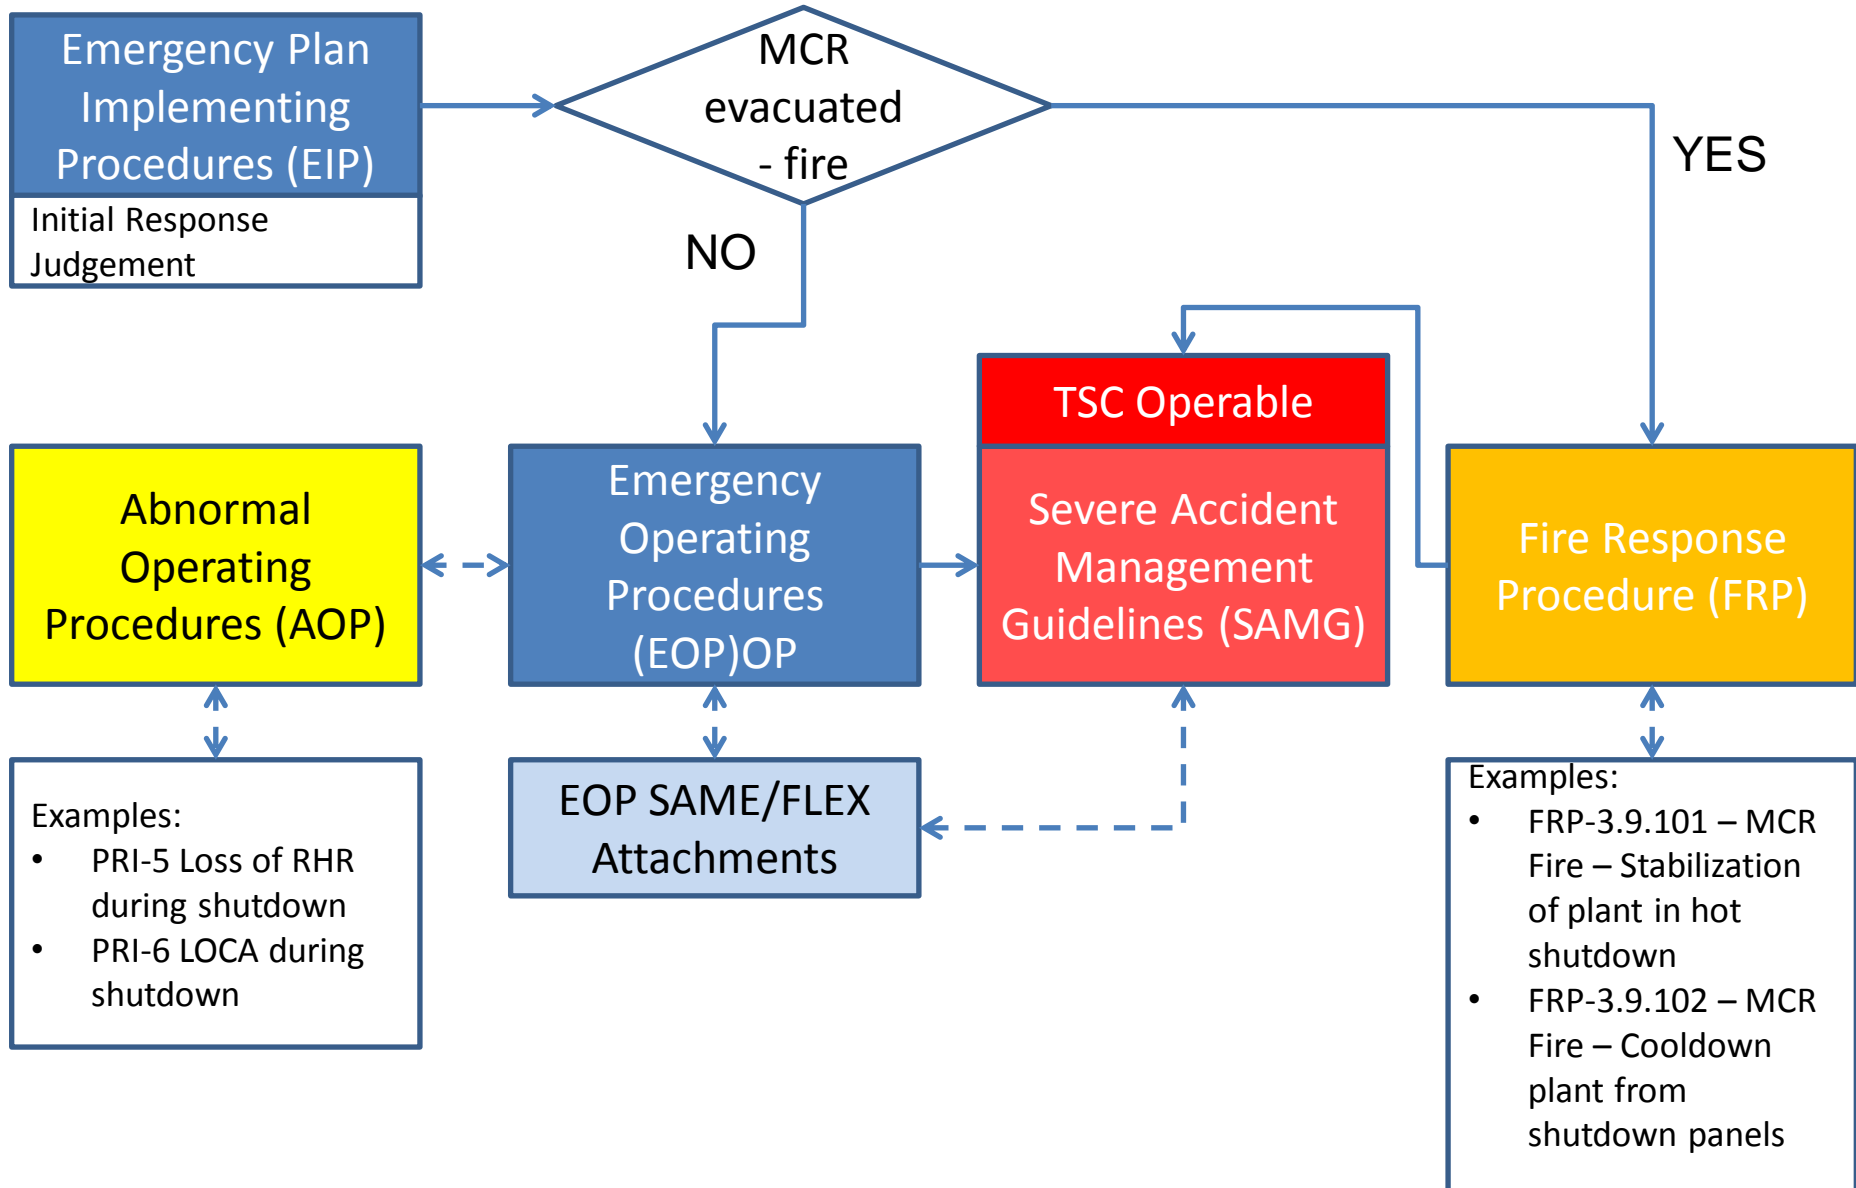 Emergency Plan
Implementing
Procedures (EIP)
Initial Response
Judgement
MCR
evacuated
- fire
YES
NO
TSC Operable
Abnormal
Operating
Procedures (AOP)
Emergency
Operating
Procedures
(EOP)OP
Severe Accident
Management
Guidelines (SAMG)
Fire Response
Procedure (FRP)
Examples:
• PRI-5 Loss of RHR
during shutdown
• PRI-6 LOCA during
shutdown
EOP SAME/FLEX
Attachments
Examples:
• FRP-3.9.101 – MCR
Fire – Stabilization
of plant in hot
shutdown
• FRP-3.9.102 – MCR
Fire – Cooldown
plant from
shutdown panels